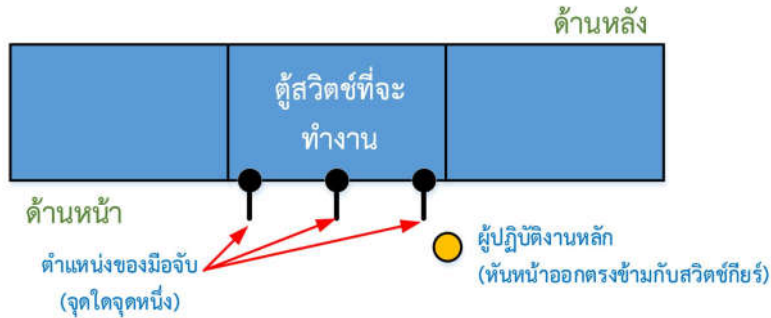 ด้านหลัง
ตู้สวิตช์ที่จะ
ทำงาน
ด้านหน้า
ตำแหน่งของมือจับ
(จุดใดจุดหนึ่ง)
ผู้ปฏิบัติงานหลัก
(หันหน้าออกตรงข้ามกับสวิตช์กียร์)